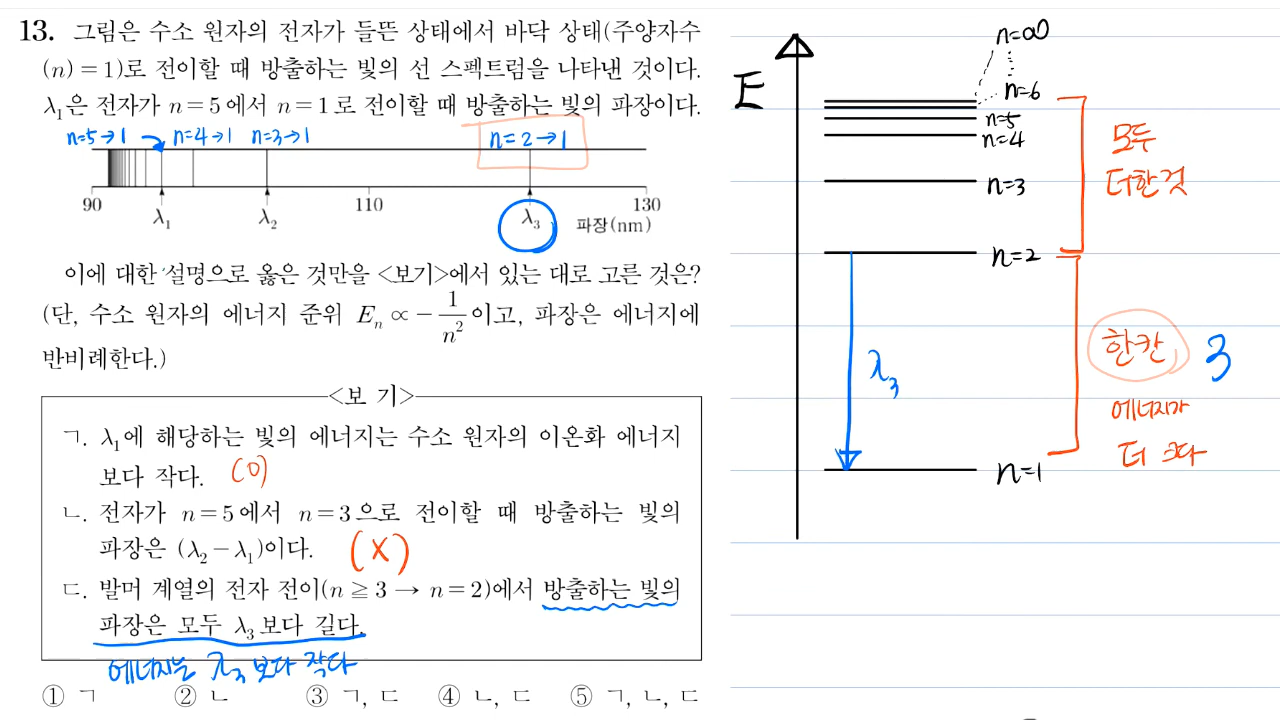 13. 그림은 수소 원자의 전자가 들뜬 상태에서 바닥 상태(주양자수
(n)=1)로 전이할 때 방출하는 빛의 선 스펙트럼을 나타낸 것이다.
λ₁은 전자가 n=5에서 n=1로 전이할 때 방출하는 빛의 파장이다.
n=5→1 n=4→1 n=3→1 n=2→1
90 110 130
λ₁ λ₂ λ₃ 파장(nm)
이에 대한 설명으로 옳은 것만을 <보기>에서 있는 대로 고른 것은?
(단, 수소 원자의 에너지 준위 Eₙ ∝ -1/n²이고, 파장은 에너지에
반비례한다.)
<보 기>
ㄱ. λ₁에 해당하는 빛의 에너지는 수소 원자의 이온화 에너지
보다 작다. (O)
ㄴ. 전자가 n=5에서 n=3으로 전이할 때 방출하는 빛의
파장은 (λ₂-λ₁)이다. (X)
ㄷ. 발머 계열의 전자 전이(n≧3 → n=2)에서 방출하는 빛의
파장은 모두 λ₃보다 길다.
에너지는 λ₃보다 작다
① ㄱ ② ㄴ ③ ㄱ, ㄷ ④ ㄴ, ㄷ ⑤ ㄱ, ㄴ, ㄷ
E
n=∞
n=6
n=5
n=4
n=3
n=2
n=1
λ₃
모두
더한것
한칸 3
에너지가
더 크다